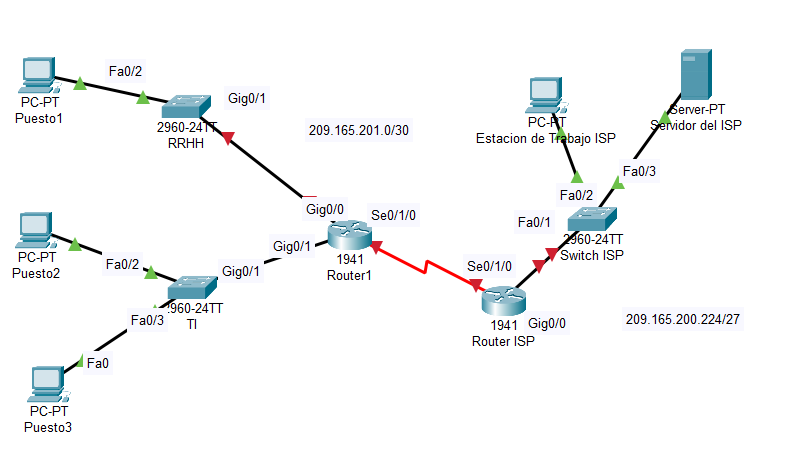 Fa0/2
PC-PT
Puesto1
Gig0/1
2960-24TT
RRHH
209.165.201.0/30
Server-PT
Servidor del ISP
PC-PT
Estacion de Trabajo ISP
Fa0/3
Fa0/2
Gig0/0
Se0/1/0
Fa0/1
2960-24TT
Switch ISP
PC-PT
Puesto2
Fa0/2
Gig0/1
Gig0/1
1941
Router1
Se0/1/0
2960-24TT
TI
Fa0/3
1941
Router ISP
Gig0/0
209.165.200.224/27
Fa0
PC-PT
Puesto3